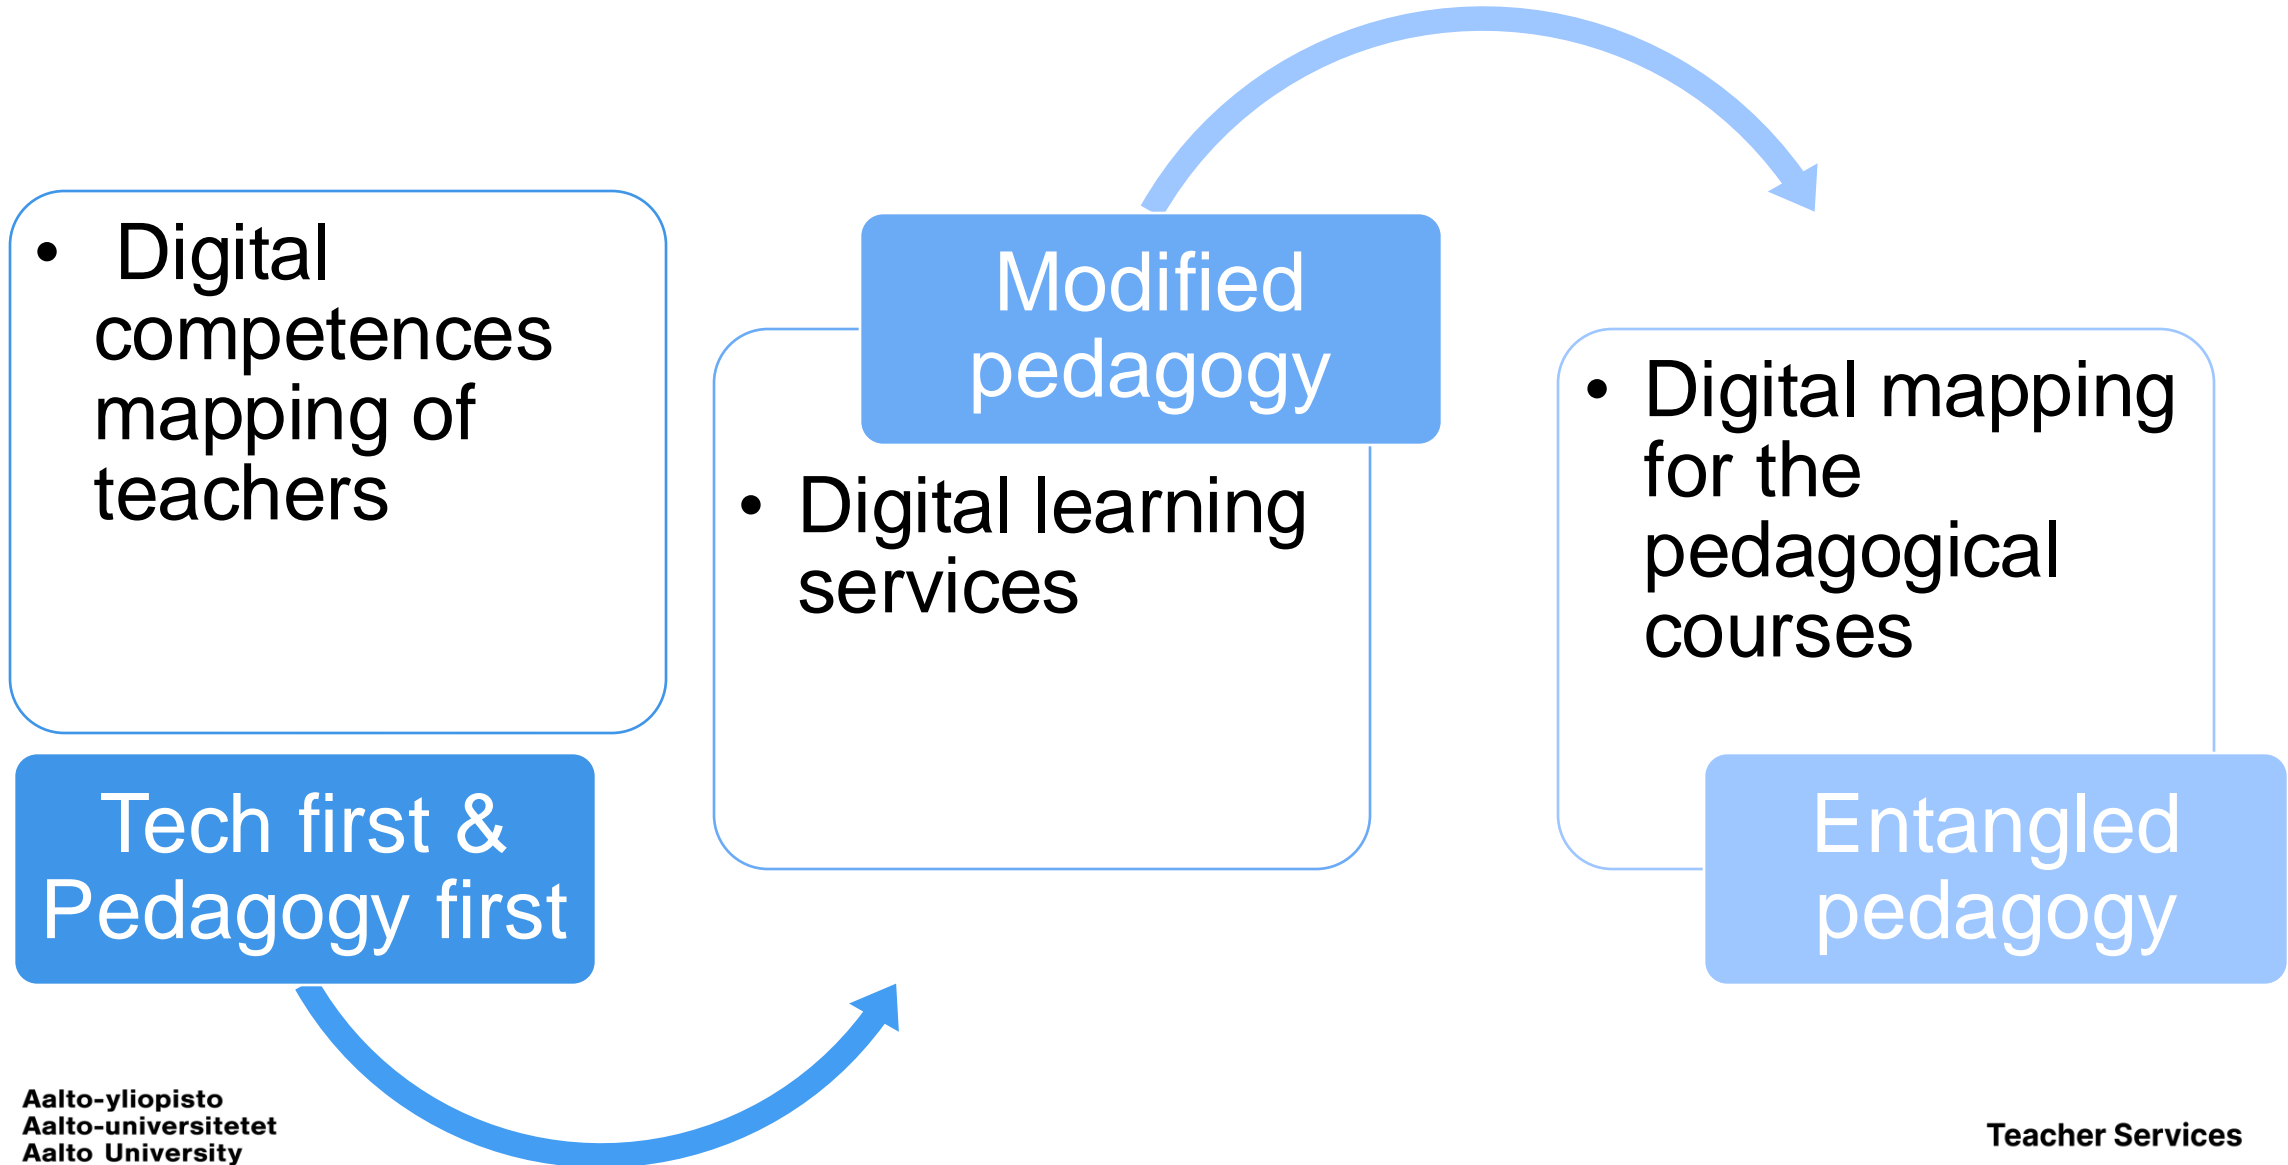 • Digital
competences
mapping of
teachers
Tech first &
Pedagogy first
Modified
pedagogy
• Digital learning
services
• Digital mapping
for the
pedagogical
courses
Entangled
pedagogy
Aalto-yliopisto
Aalto-universitetet
Aalto University
Teacher Services